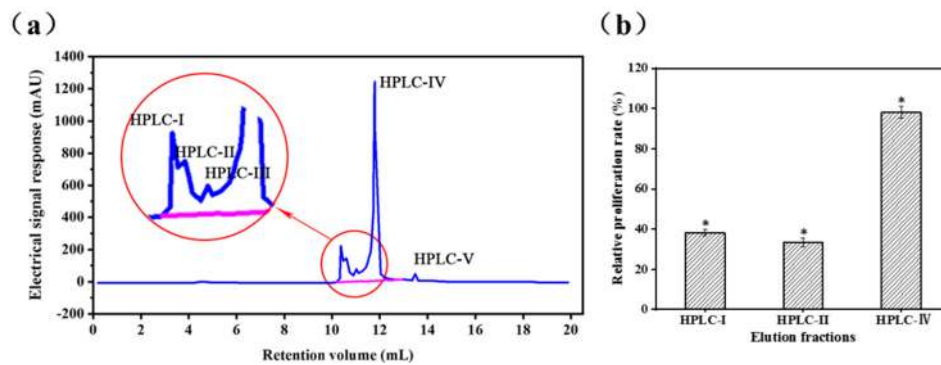 (a)
Electrical signal response (mAU)
1400
1200
1000
800
600
400
200
0
-200
HPLC-I
HPLC-II
HPLC-III
HPLC-IV
HPLC-V
0 2 4 6 8 10 12 14 16 18 20
Retention volume (mL)
(b)
Relative proliferation rate (%)
120
100
80
60
40
20
0
* * *
HPLC-I HPLC-II HPLC-IV
Elution fractions